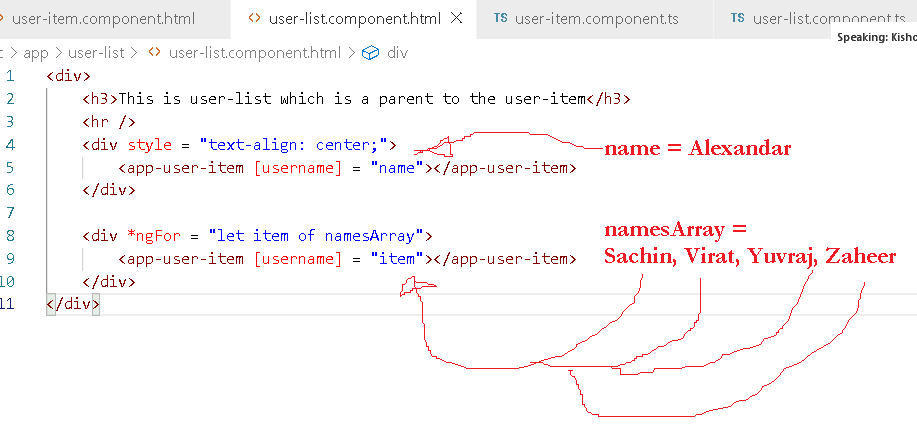 user-item.component.html user-list.component.html TS user-item.component.ts TS user-list.component.ts
Speaking: Kisho
app > user-list > user-list.component.html > div
1 <div>
2 <h3>This is user-list which is a parent to the user-item</h3>
3 <hr />
4 <div style = "text-align: center;">
name = Alexandar
5 <app-user-item [username] = "name"></app-user-item>
6 </div>
7
8 <div *ngFor = "let item of namesArray">
namesArray =
9 <app-user-item [username] = "item"></app-user-item>
Sachin, Virat, Yuvraj, Zaheer
10 </div>
11 </div>